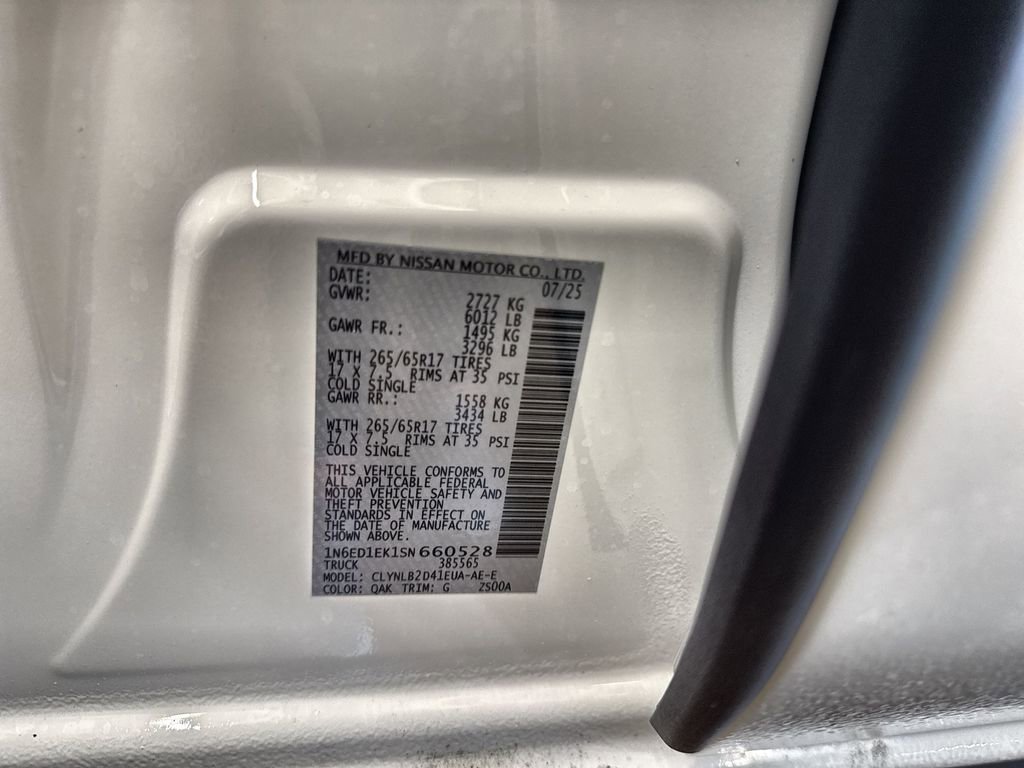 MFD BY NISSAN MOTOR CO., LTD.
DATE: 07/25
GVWR: 2727 KG
6012 LB
GAWR FR.: 1495 KG
3296 LB
WITH 265/65R17 TIRES
17 X 7.5 RIMS AT 35 PSI
COLD SINGLE
GAWR RR.: 1558 KG
3434 LB
WITH 265/65R17 TIRES
17 X 7.5 RIMS AT 35 PSI
COLD SINGLE
THIS VEHICLE CONFORMS TO
ALL APPLICABLE FEDERAL
MOTOR VEHICLE SAFETY AND
THEFT PREVENTION
STANDARDS IN EFFECT ON
THE DATE OF MANUFACTURE
SHOWN ABOVE.
1N6ED1EK1SN660528
TRUCK 385565
MODEL: CLYNLB2D41EUA-AE-E
COLOR: QAK TRIM: G ZS00A